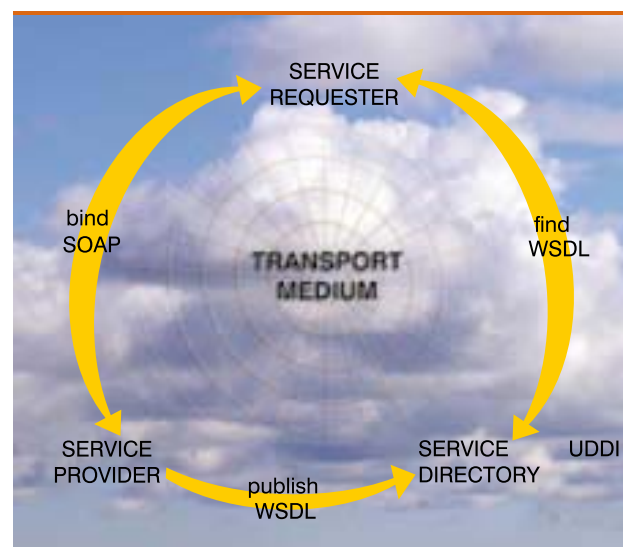 SERVICE
REQUESTER
bind
SOAP
find
WSDL
TRANSPORT
MEDIUM
SERVICE
PROVIDER
SERVICE
DIRECTORY
UDDI
publish
WSDL